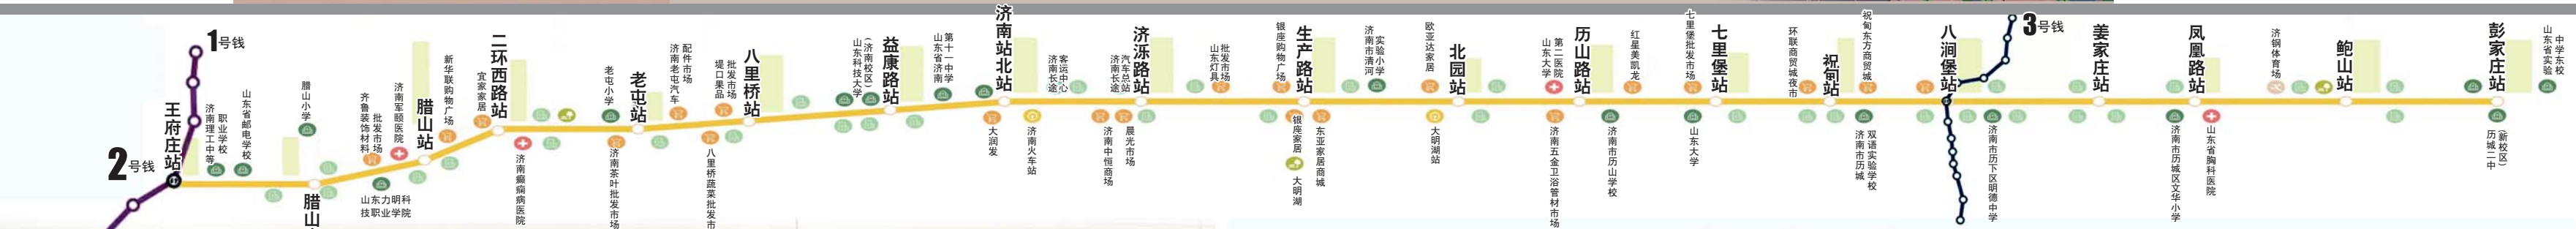 1号线
2号线
王府庄站
济南理工中等
职业学校
山东省邮电学校
腊山小学
腊山
齐鲁装饰材料
批发市场
济南军颐医院
山东力明科
技职业学院
腊山站
新华联购物广场
宜家家居
二环西路站
济南癫痫病医院
老屯小学
济南茶叶批发市场
老屯站
济南老屯汽车
配件市场
堤口果品
批发市场
八里桥蔬菜批发市
八里桥站
山东科技大学
(济南校区)
益康路站
山东省济南
第十一中学
济南站北站
大润发
济南火车站
济南长途
客运中心
济南中恒商场
济南长途
汽车总站
晨光市场
济泺路站
山东灯具
批发市场
银座购物广场
银座家居
大明湖
生产路站
东亚家居商城
济南市清河
实验小学
欧亚达家居
大明湖站
北园站
山东大学
第二医院
济南五金卫浴管材市场
历山路站
济南市历山学校
红星美凯龙
七里堡批发市场
山东大学
七里堡站
环联商贸城夜市
祝甸站
祝甸东方商贸城
济南市历城
双语实验学校
八涧堡站
3号线
济南市历下区明德中学
姜家庄站
济南市历城区文华小学
凤凰路站
山东省胸科医院
济钢体育场
鲍山站
彭家庄站
历城二中
(新校区)
山东省实验
中学东校